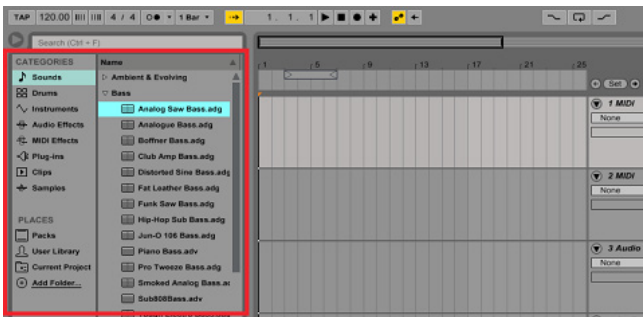 TAP 120.00 4 / 4 1 Bar 1. 1. 1
Search (Ctrl + F)
CATEGORIES
Sounds
Drums
Instruments
Audio Effects
MIDI Effects
Plug-ins
Clips
Samples
PLACES
Packs
User Library
Current Project
Add Folder...
Name
Ambient & Evolving
Bass
Analog Saw Bass.adg
Analogue Bass.adg
Boffner Bass.adg
Club Amp Bass.adg
Distorted Sine Bass.adg
Fat Leather Bass.adg
Funk Saw Bass.adg
Hip-Hop Sub Bass.adg
Jun-O 106 Bass.adg
Piano Bass.adv
Pro Tweeze Bass.adg
Smoked Analog Bass.ac
Sub808Bass.adv
1 5 9 13 17 21 25
Set
1 MIDI
None
2 MIDI
None
3 Audio
None